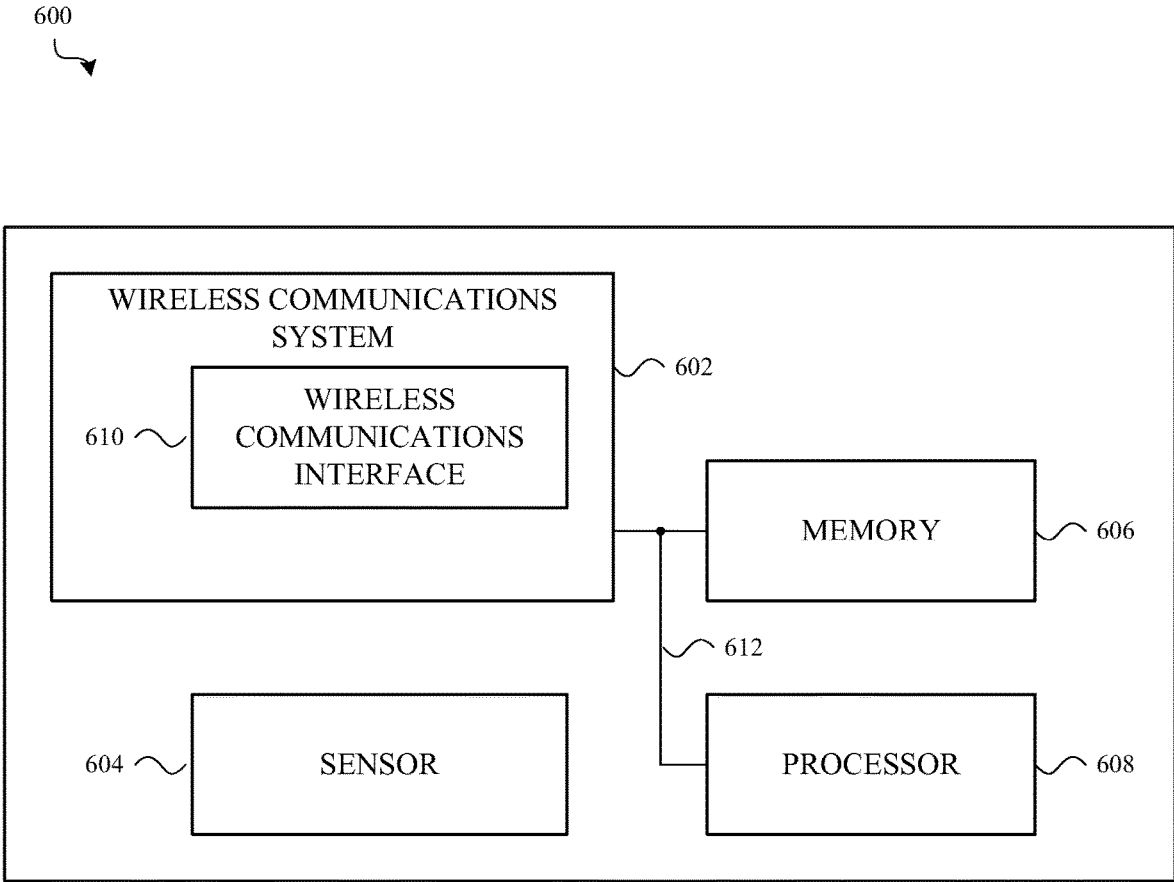 600
WIRELESS COMMUNICATIONS
SYSTEM
602
WIRELESS
COMMUNICATIONS
INTERFACE
610
MEMORY
606
612
SENSOR
604
PROCESSOR
608